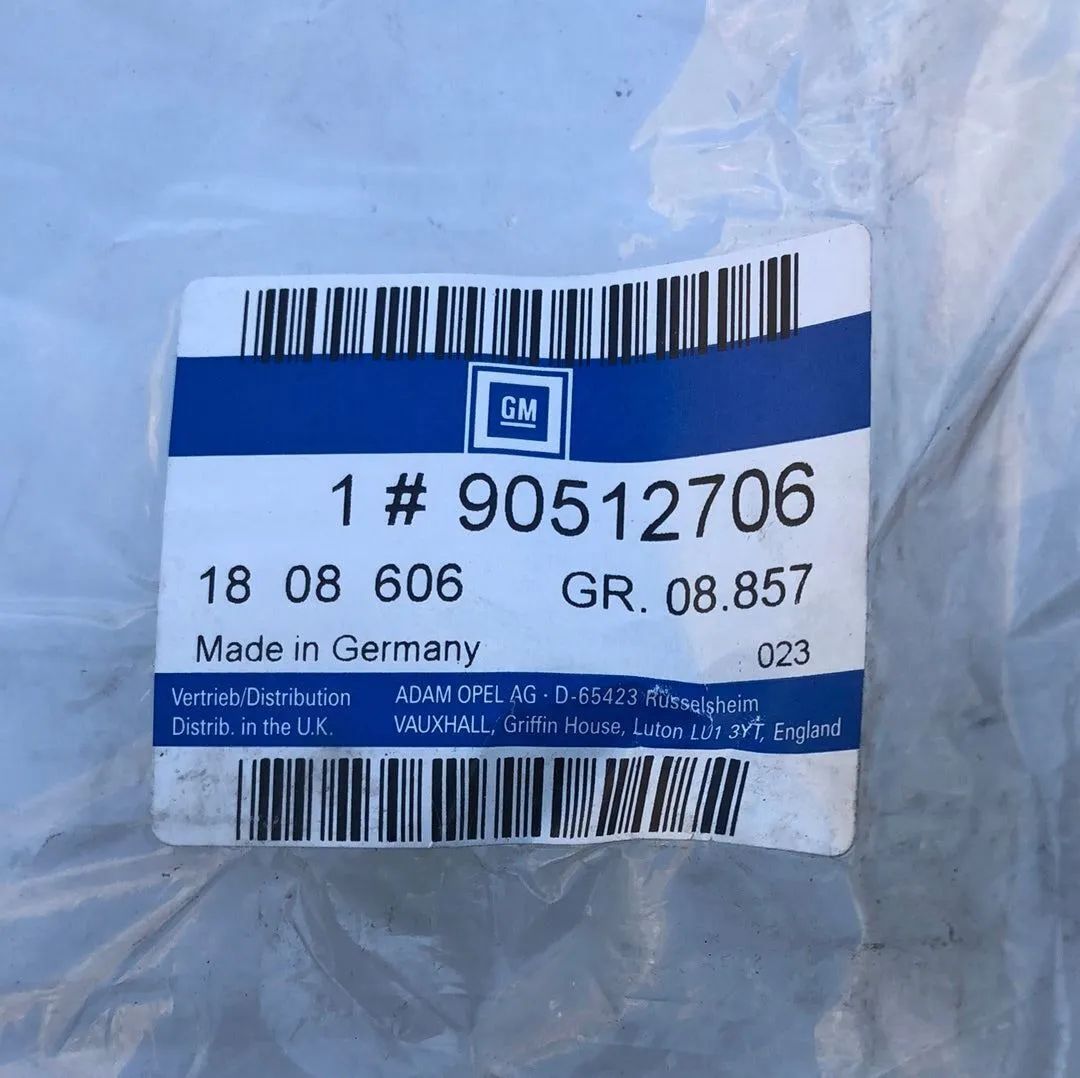 GM
1 # 90512706
18 08 606 GR. 08.857
Made in Germany 023
Vertrieb/Distribution ADAM OPEL AG · D-65423 Rüsselsheim
Distrib. in the U.K. VAUXHALL, Griffin House, Luton LU1 3YT, England